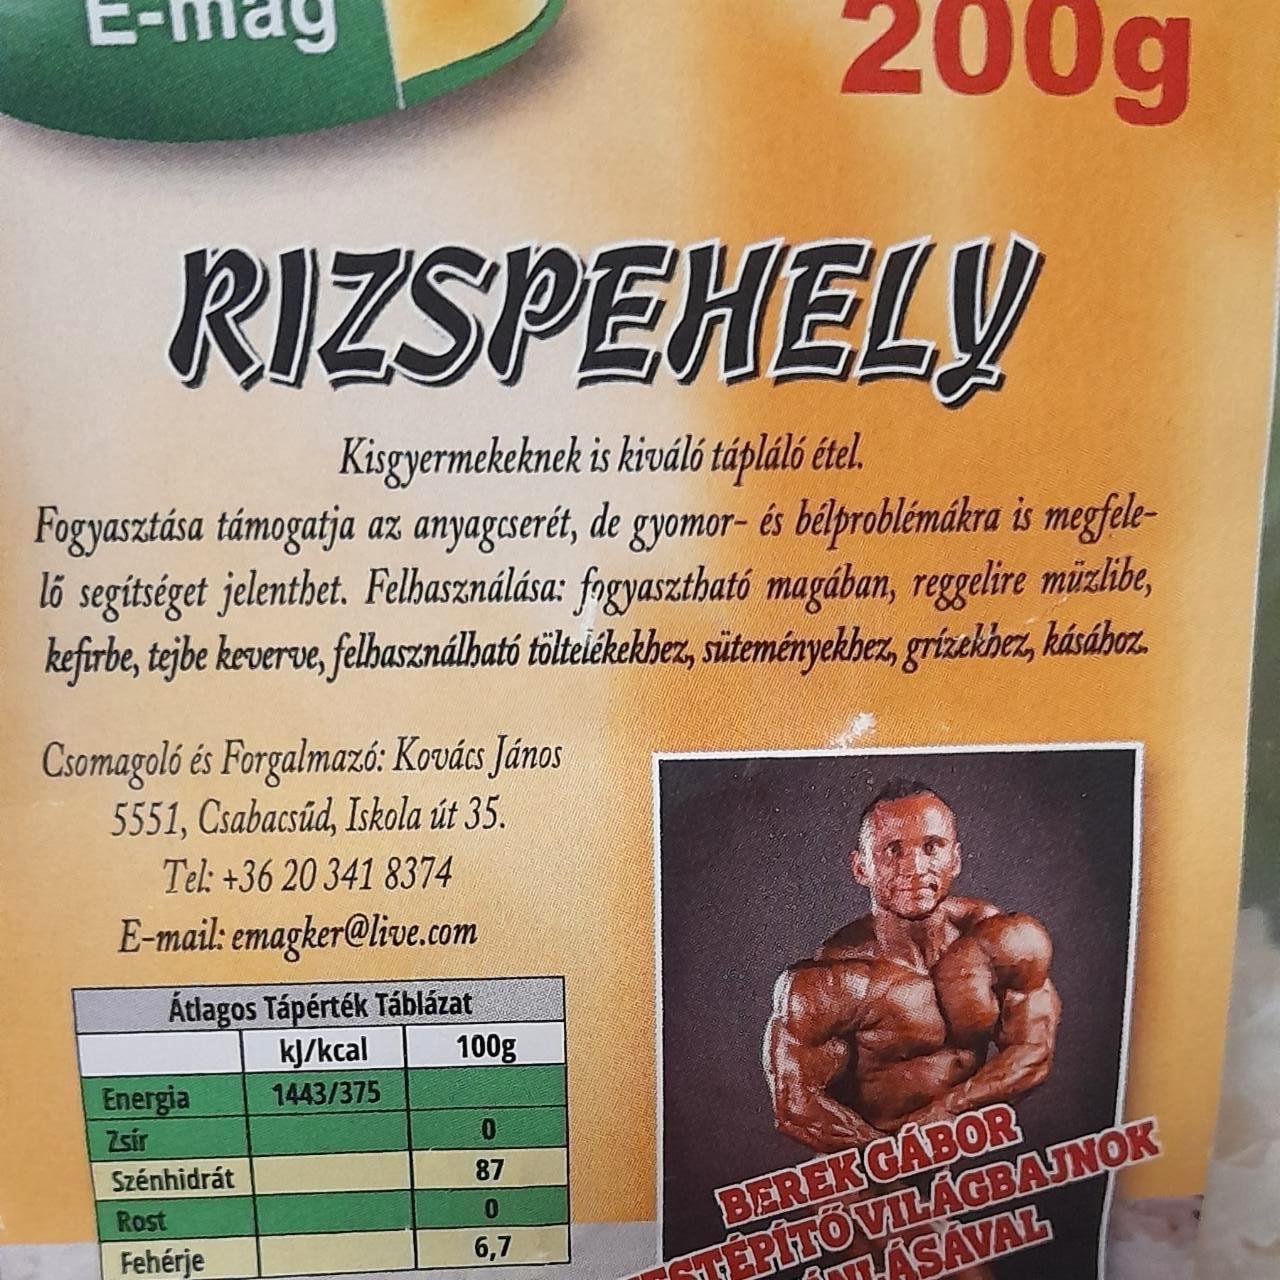 E-mag
200g
RIZSPEHELY
Kisgyermekeknek is kiváló tápláló étel.
Fogyasztása támogatja az anyagcserét, de gyomor- és bélproblémákra is megfele-
lő segítséget jelenthet. Felhasználása: fogyasztható magában, reggelire müzlibe,
kefirbe, tejbe keverve, felhasználható töltelékekhez, süteményekhez, grízekhez, kásához.
Csomagoló és Forgalmazó: Kovács János
5551, Csabacsűd, Iskola út 35.
Tel: +36 20 341 8374
E-mail: emagker@live.com
Átlagos Tápérték Táblázat
kJ/kcal 100g
Energia 1443/375
Zsír 0
Szénhidrát 87
Rost 0
Fehérje 6,7
BEREK GÁBOR
VILÁGBAJNOK